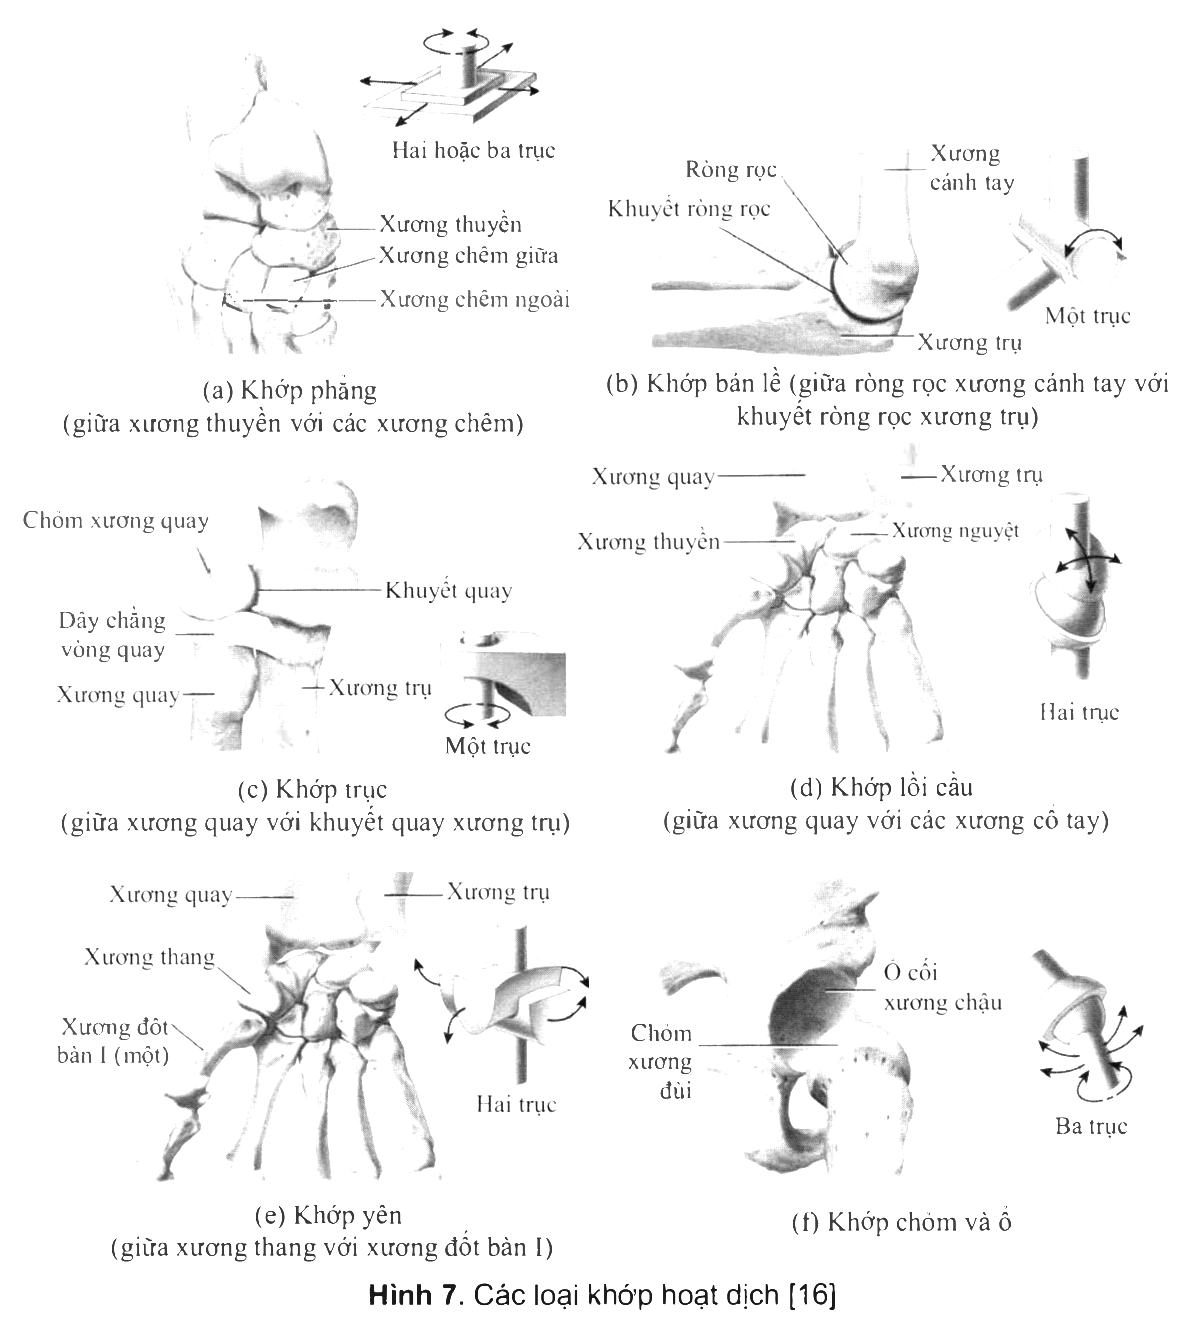 Hai hoặc ba trục
Xương thuyền
Xương chêm giữa
Xương chêm ngoài
(a) Khớp phẳng
(giữa xương thuyền với các xương chêm)
Ròng rọc
Khuyết ròng rọc
Xương
cánh tay
Một trục
Xương trụ
(b) Khớp bản lề (giữa ròng rọc xương cánh tay với
khuyết ròng rọc xương trụ)
Chỏm xương quay
Khuyết quay
Dây chằng
vòng quay
Xương quay
Xương trụ
Một trục
(c) Khớp trục
(giữa xương quay với khuyết quay xương trụ)
Xương quay
Xương trụ
Xương thuyền
Xương nguyệt
Hai trục
(d) Khớp lồi cầu
(giữa xương quay với các xương cổ tay)
Xương quay
Xương trụ
Xương thang
Xương đốt
bàn I (một)
Hai trục
(e) Khớp yên
(giữa xương thang với xương đốt bàn I)
Ổ cối
xương chậu
Chỏm
xương
đùi
Ba trục
(f) Khớp chỏm và ổ
Hình 7. Các loại khớp hoạt dịch [16]